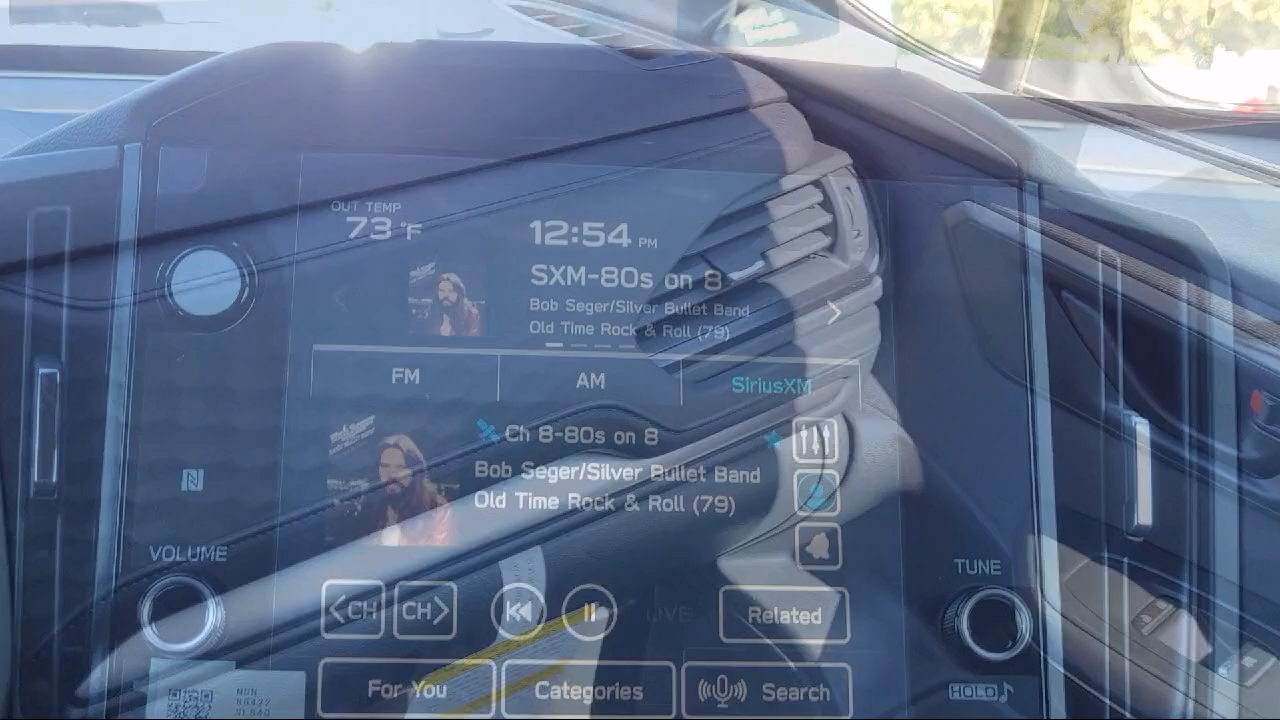 OUT TEMP
73 °F
12:54 PM
SXM-80s on 8
Bob Seger/Silver Bullet Band
Old Time Rock & Roll (79)
FM
AM
SiriusXM
Ch 8-80s on 8
Bob Seger/Silver Bullet Band
Old Time Rock & Roll (79)
VOLUME
TUNE
<CH
CH>
LIVE
Related
For You
Categories
Search
HOLD